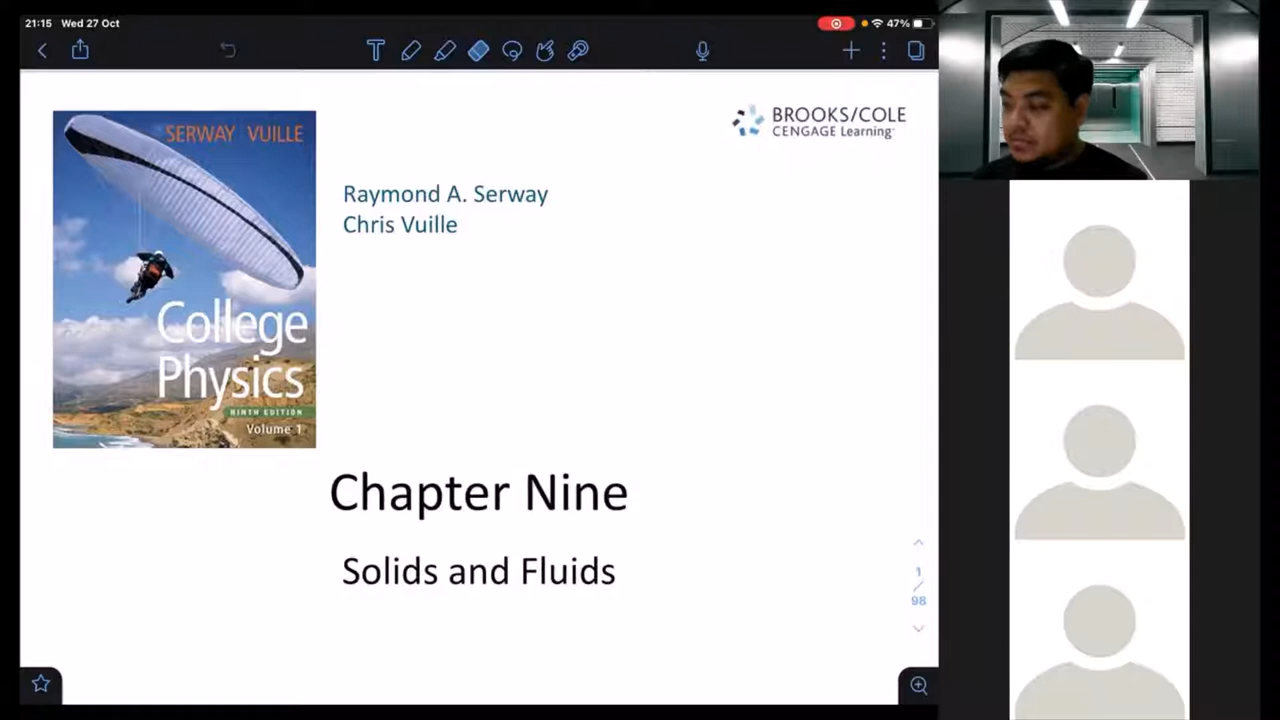 21:15 Wed 27 Oct
47%
T
SERWAY VUILLE
College
Physics
NINTH EDITION
Volume 1
BROOKS/COLE
CENGAGE Learning™
Raymond A. Serway
Chris Vuille
Chapter Nine
Solids and Fluids
1
/
98